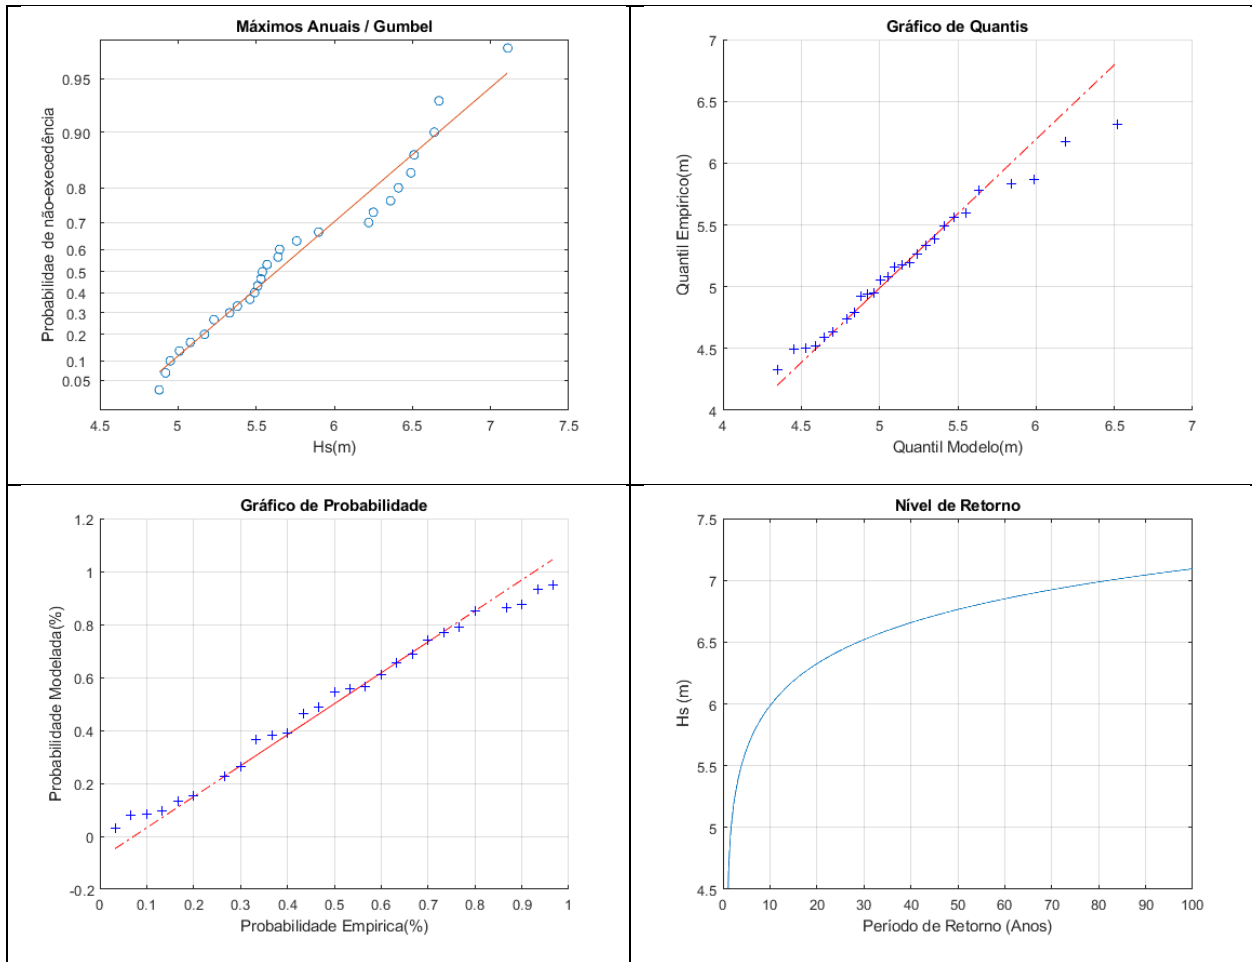 Máximos Anuais / Gumbel
0.95
0.90
0.8
0.7
0.6
0.5
0.4
0.3
0.2
0.1
0.05
Probabilidae de não-execedência
4.5 5 5.5 6 6.5 7 7.5
Hs(m)
Gráfico de Quantis
7
6.5
6
5.5
5
4.5
4
Quantil Empírico(m)
4 4.5 5 5.5 6 6.5 7
Quantil Modelo(m)
Gráfico de Probabilidade
1.2
1
0.8
0.6
0.4
0.2
0
-0.2
Probabilidade Modelada(%)
0 0.1 0.2 0.3 0.4 0.5 0.6 0.7 0.8 0.9 1
Probabilidade Empirica(%)
Nível de Retorno
7.5
7
6.5
6
5.5
5
4.5
Hs (m)
0 10 20 30 40 50 60 70 80 90 100
Período de Retorno (Anos)